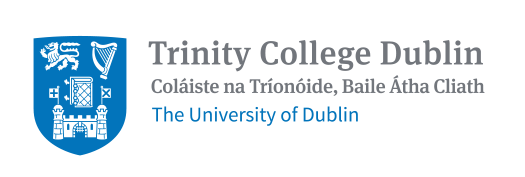 Trinity College Dublin
Coláiste na Tríonóide, Baile Átha Cliath
The University of Dublin